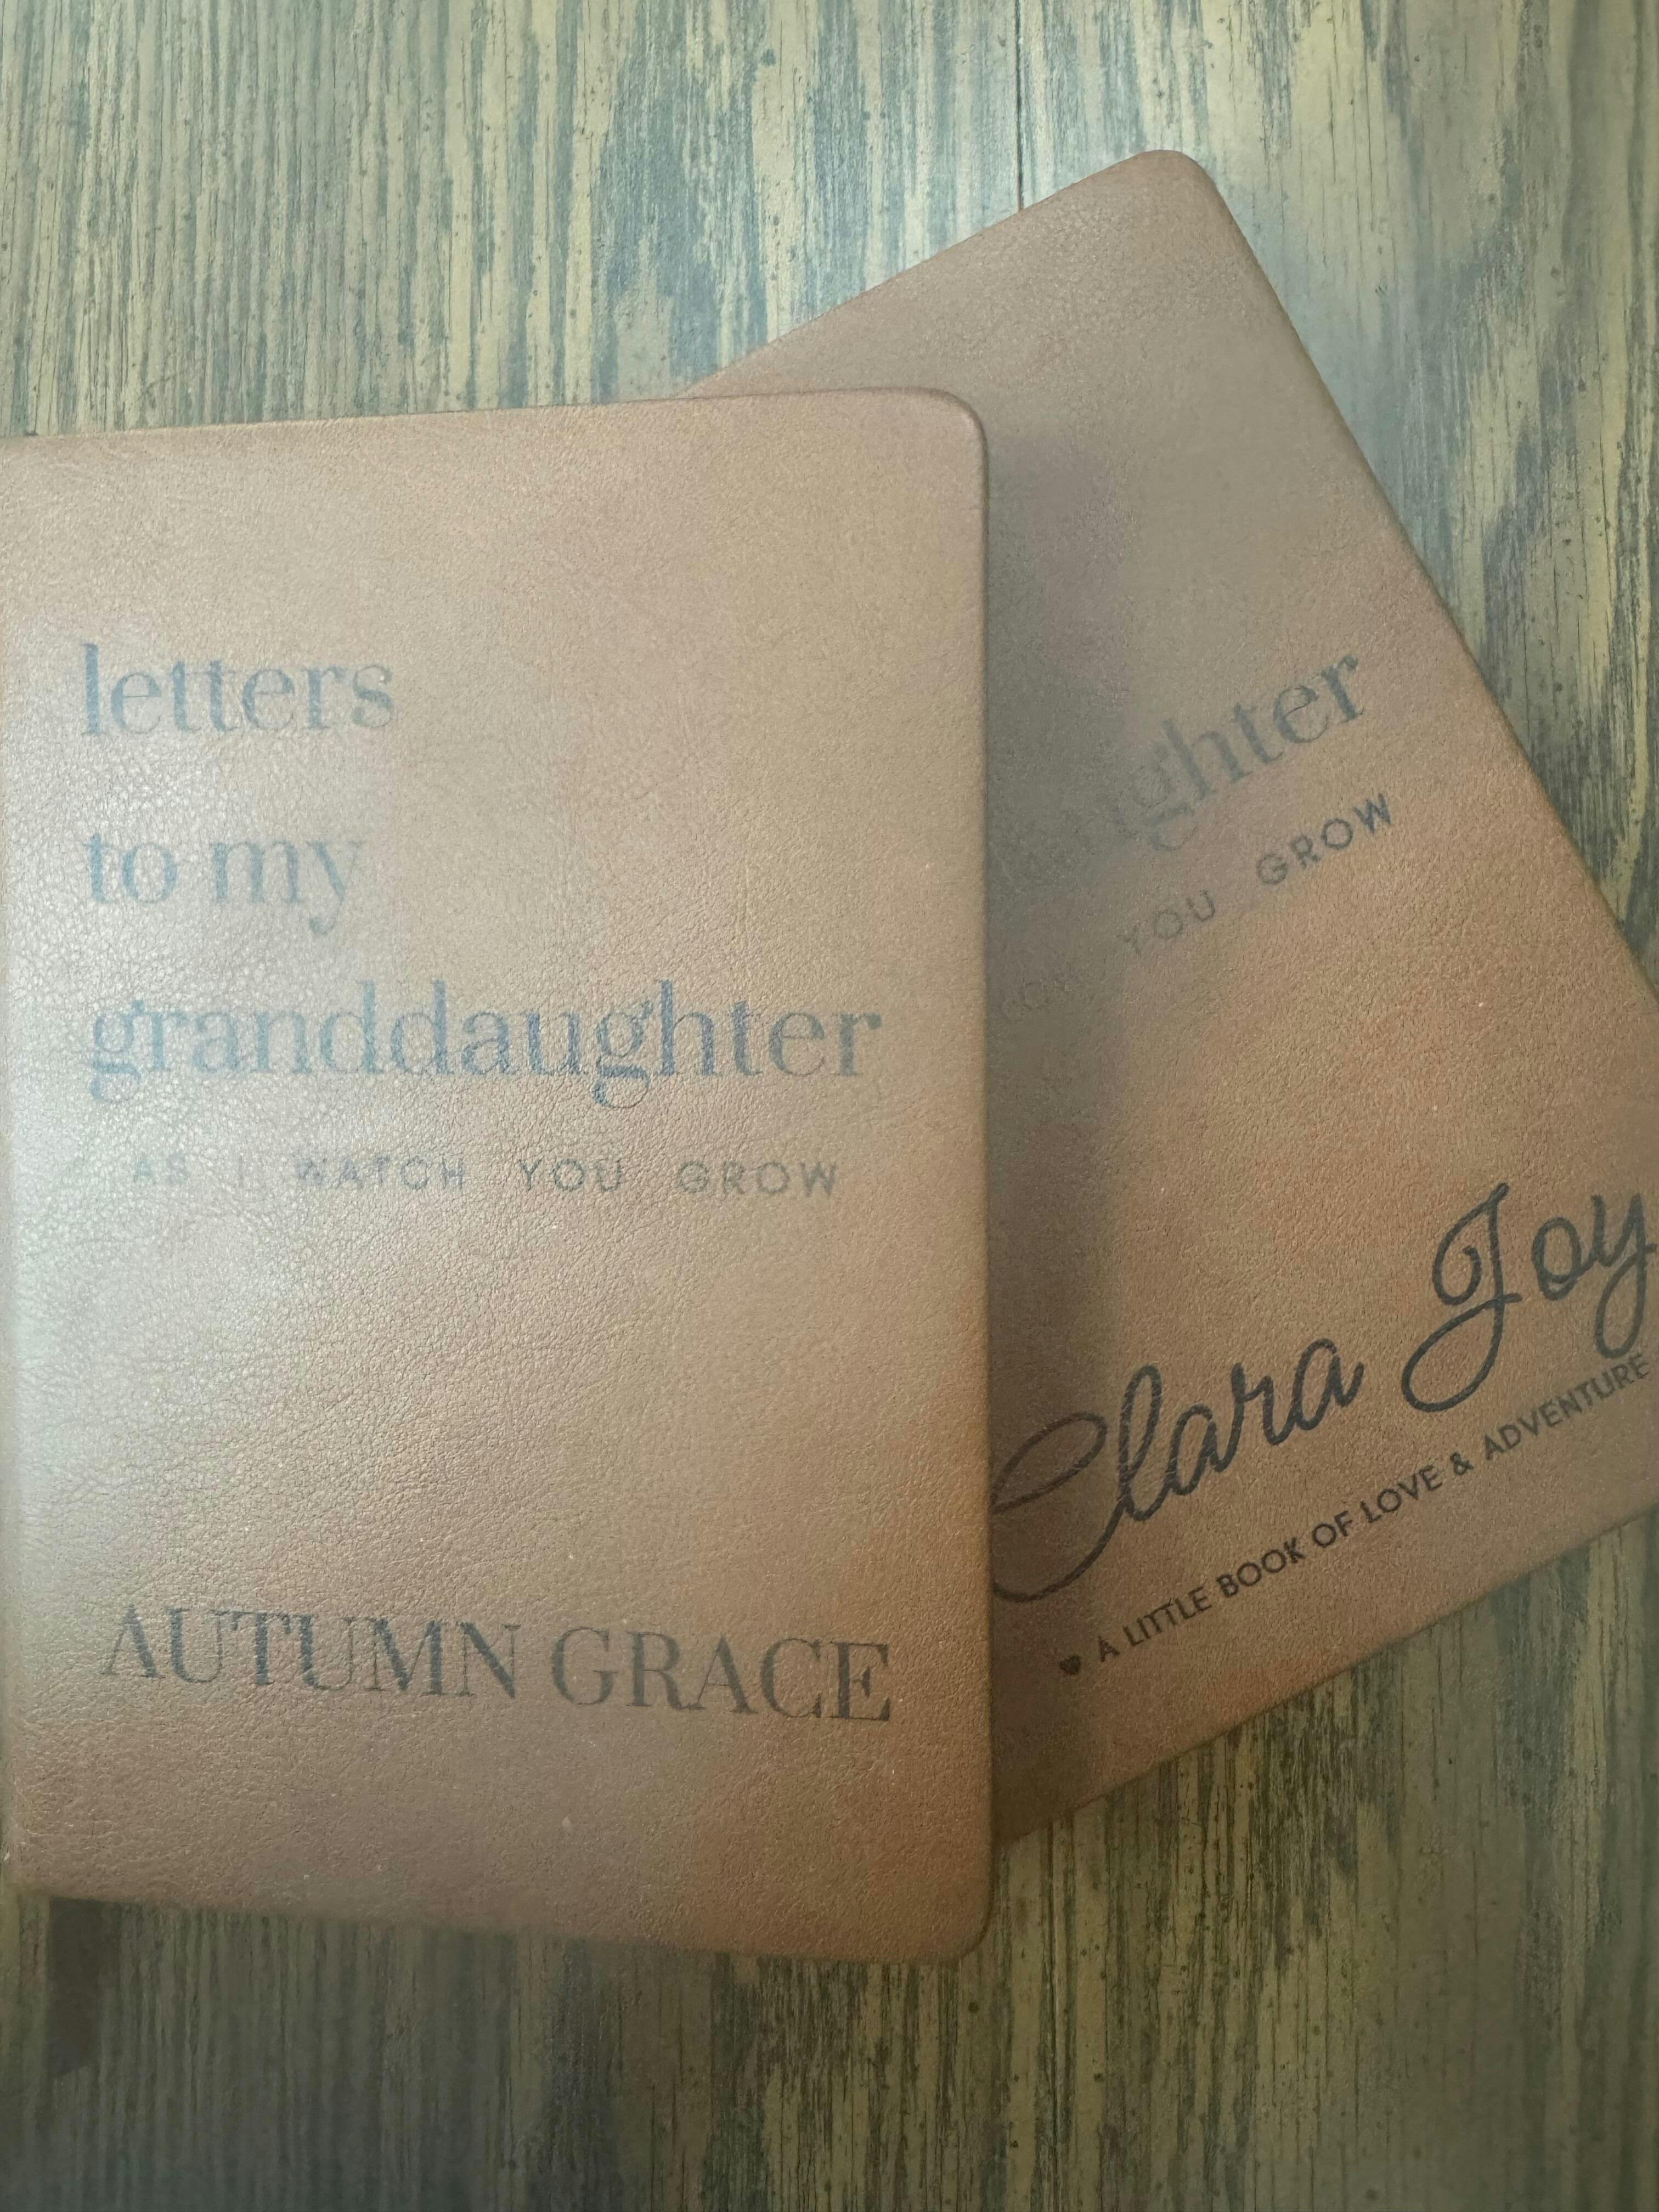 letters
to my
granddaughter
AS I WATCH YOU GROW
AUTUMN GRACE
YOU GROW
Clara Joy
A LITTLE BOOK OF LOVE & ADVENTURE